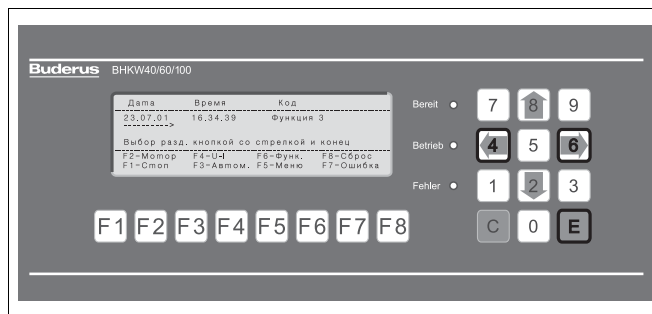 Buderus BHKW40/60/100
Дата Время Код
23.07.01 16.34.39 Функция 3
--------->
Выбор разд. кнопкой со стрелкой и конец
F2-Мотор F4-U-I F6-Функ. F8-Сброс
F1-Стоп F3-Автом. F5-Меню F7-Ошибка
Bereit
Betrieb
Fehler
7 8 9
4 5 6
1 2 3
C 0 E
F1 F2 F3 F4 F5 F6 F7 F8